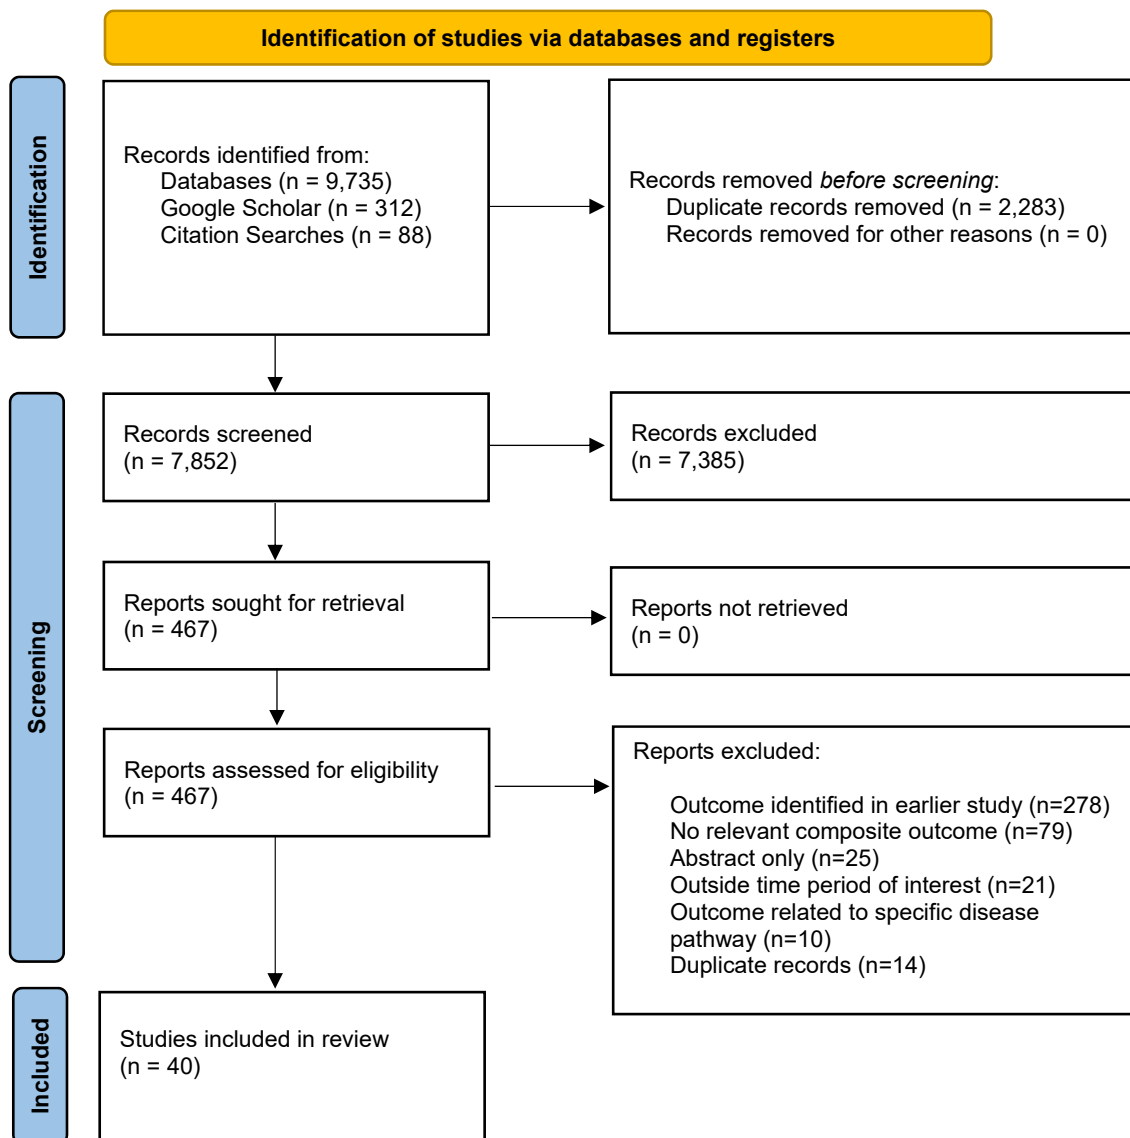 Identification of studies via databases and registers
Identification
Records identified from:
Databases (n = 9,735)
Google Scholar (n = 312)
Citation Searches (n = 88)
Records removed before screening:
Duplicate records removed (n = 2,283)
Records removed for other reasons (n = 0)
Screening
Records screened
(n = 7,852)
Records excluded
(n = 7,385)
Reports sought for retrieval
(n = 467)
Reports not retrieved
(n = 0)
Reports assessed for eligibility
(n = 467)
Reports excluded:
Outcome identified in earlier study (n=278)
No relevant composite outcome (n=79)
Abstract only (n=25)
Outside time period of interest (n=21)
Outcome related to specific disease
pathway (n=10)
Duplicate records (n=14)
Included
Studies included in review
(n = 40)